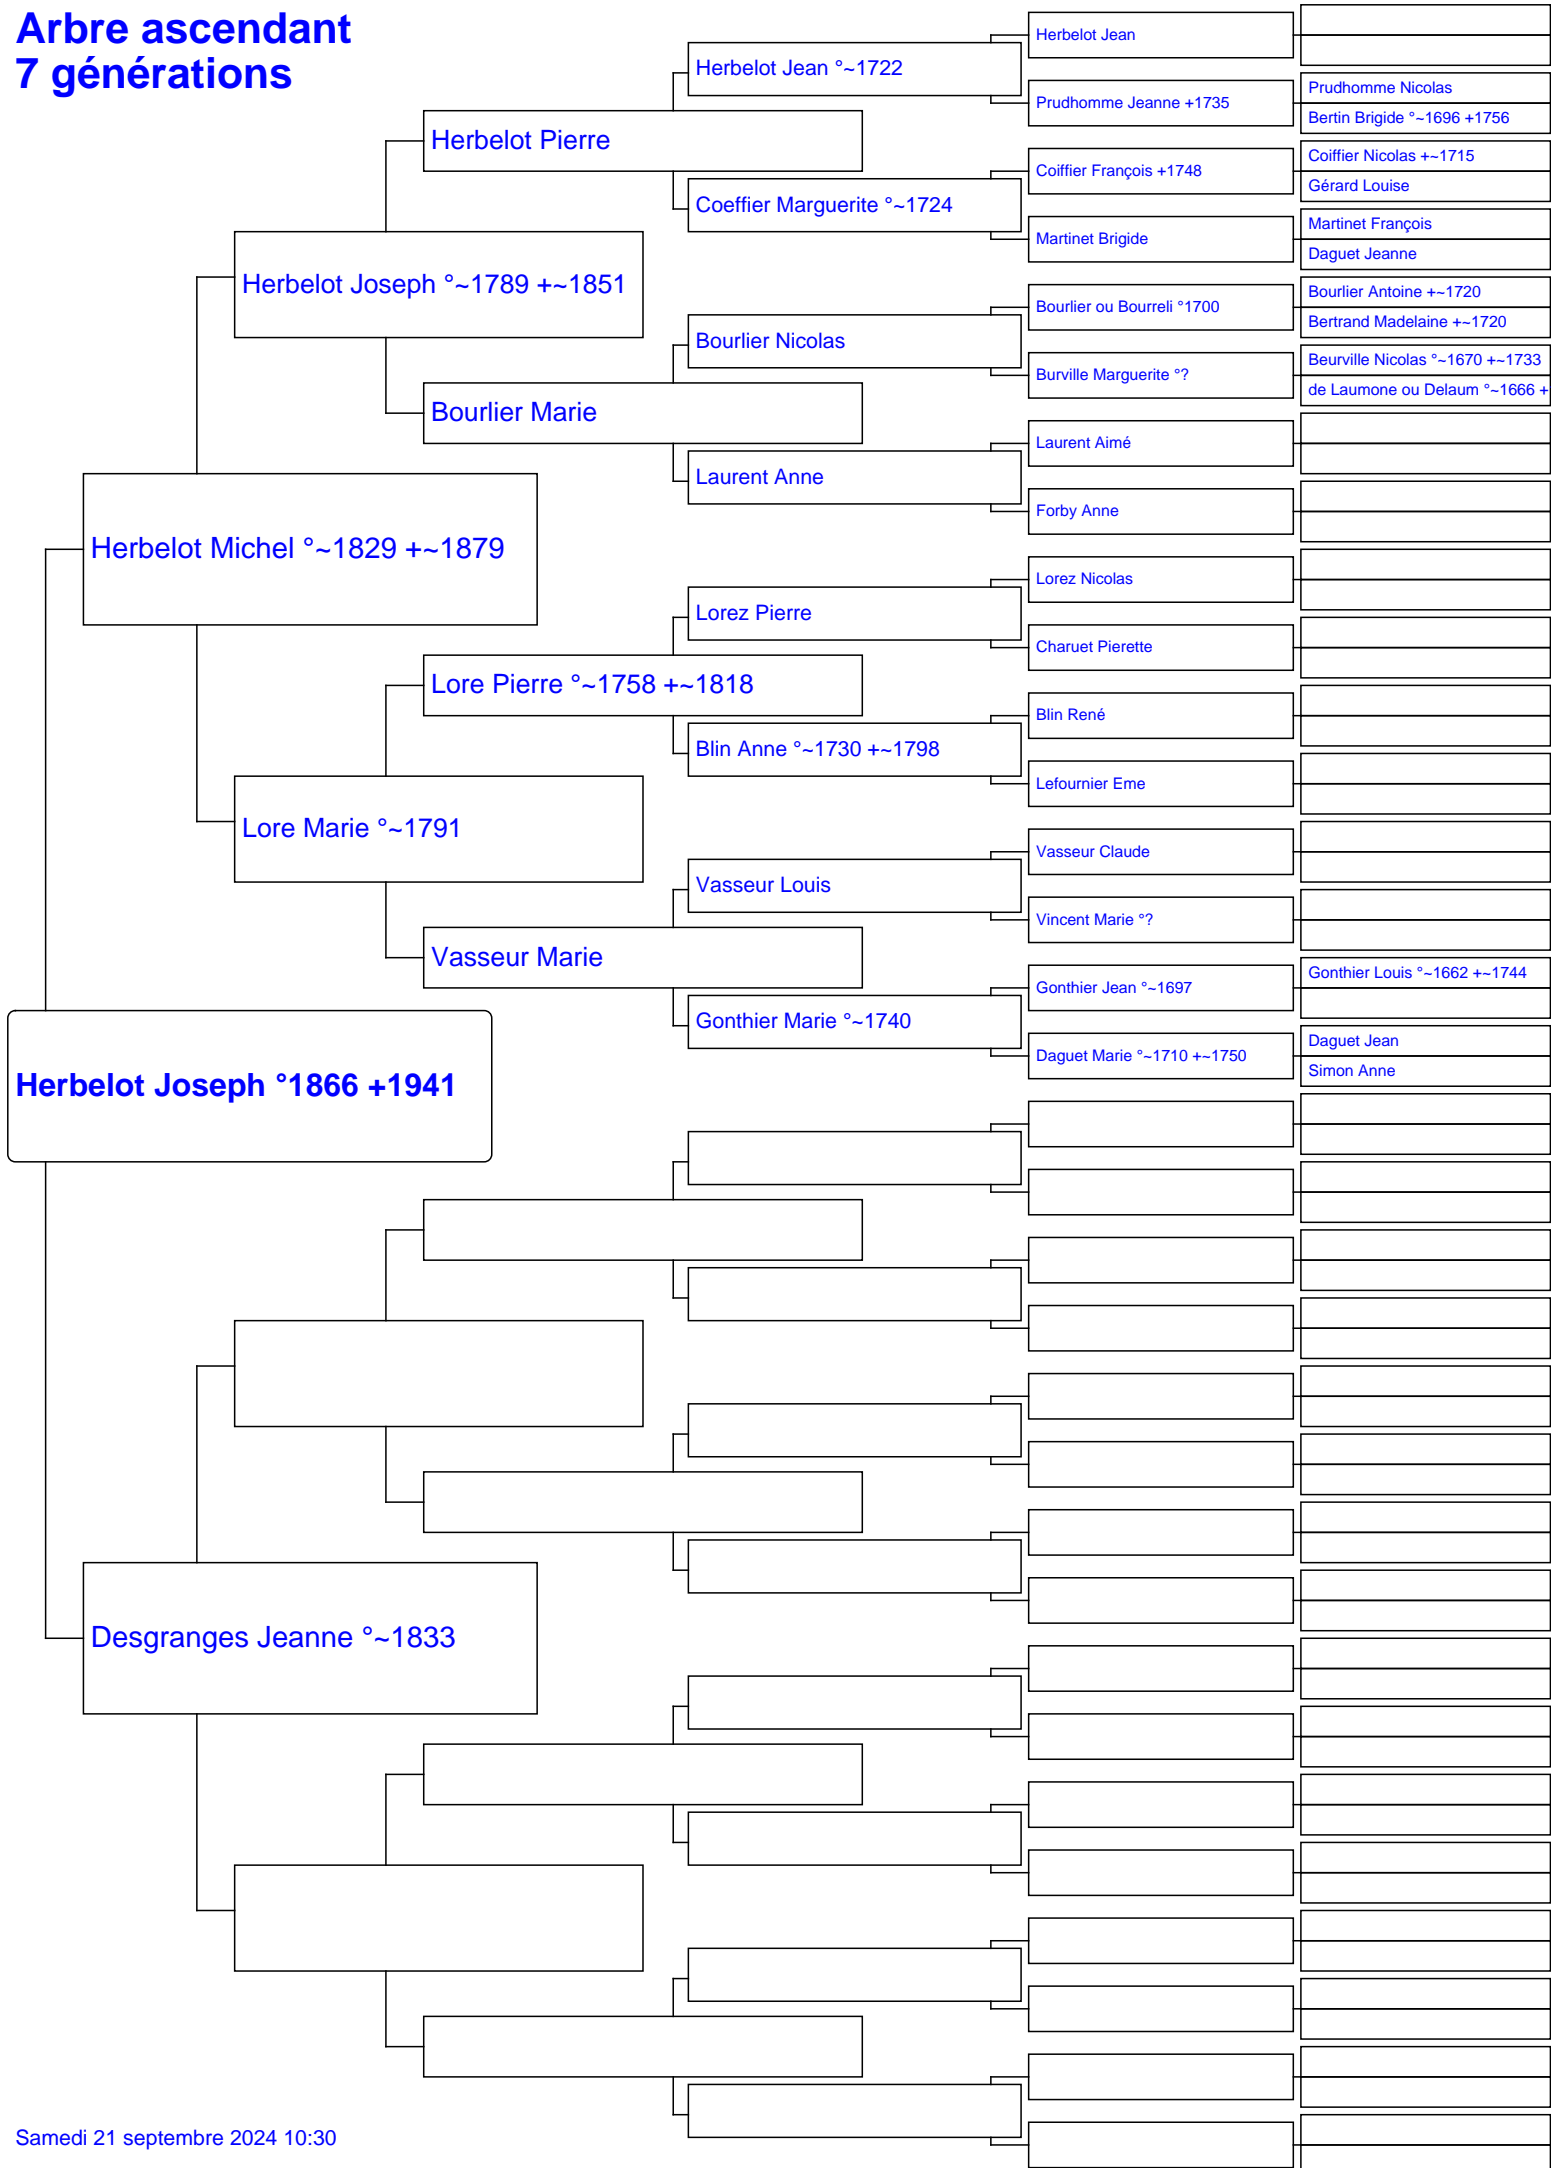 Arbre ascendant
7 générations
Herbelot Joseph °1866 +1941
Herbelot Michel °~1829 +~1879
Desgranges Jeanne °~1833
Herbelot Joseph °~1789 +~1851
Lore Marie °~1791
Herbelot Pierre
Bourlier Marie
Lore Pierre °~1758 +~1818
Vasseur Marie
Herbelot Jean °~1722
Coeffier Marguerite °~1724
Bourlier Nicolas
Laurent Anne
Lorez Pierre
Blin Anne °~1730 +~1798
Vasseur Louis
Gonthier Marie °~1740
Herbelot Jean
Prudhomme Jeanne +1735
Coiffier François +1748
Martinet Brigide
Bourlier ou Bourreli °1700
Burville Marguerite °?
Laurent Aimé
Forby Anne
Lorez Nicolas
Charuet Pierette
Blin René
Lefournier Eme
Vasseur Claude
Vincent Marie °?
Gonthier Jean °~1697
Daguet Marie °~1710 +~1750
Prudhomme Nicolas
Bertin Brigide °~1696 +1756
Coiffier Nicolas +~1715
Gérard Louise
Martinet François
Daguet Jeanne
Bourlier Antoine +~1720
Bertrand Madelaine +~1720
Beurville Nicolas °~1670 +~1733
de Laumone ou Delaum °~1666 +
Gonthier Louis °~1662 +~1744
Daguet Jean
Simon Anne
Samedi 21 septembre 2024 10:30